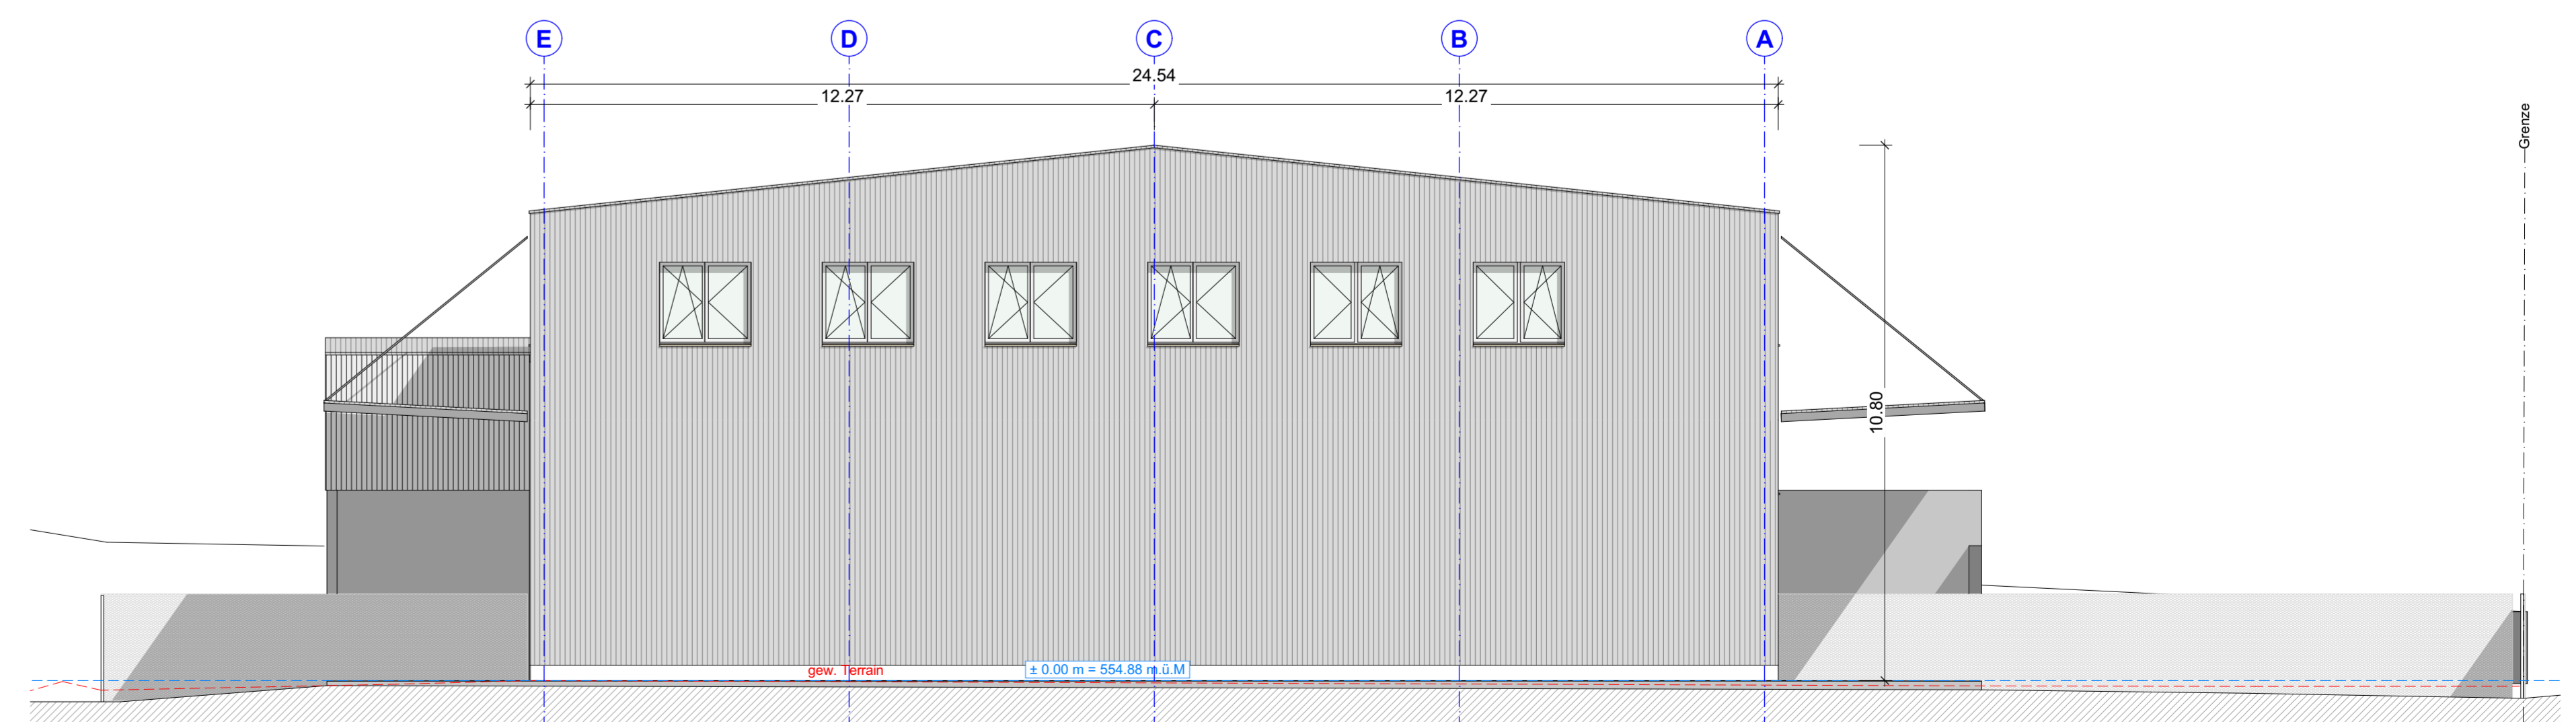 E D C B A
24.54
12.27 12.27
Grenze
10.80
gew. Terrain
± 0.00 m = 554.88 m.ü.M